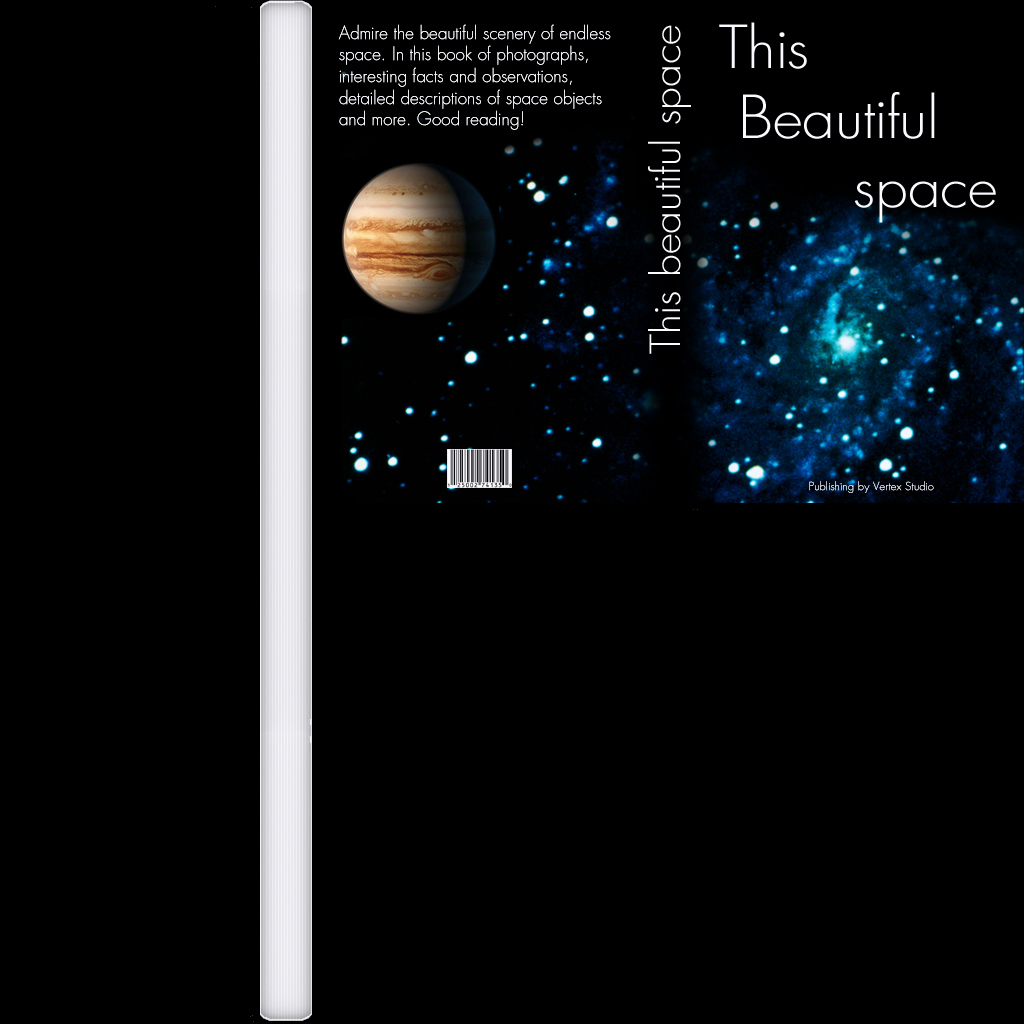 Admire the beautiful scenery of endless
space. In this book of photographs,
interesting facts and observations,
detailed descriptions of space objects
and more. Good reading!
This beautiful space
This
Beautiful
space
Publishing by Vertex Studio